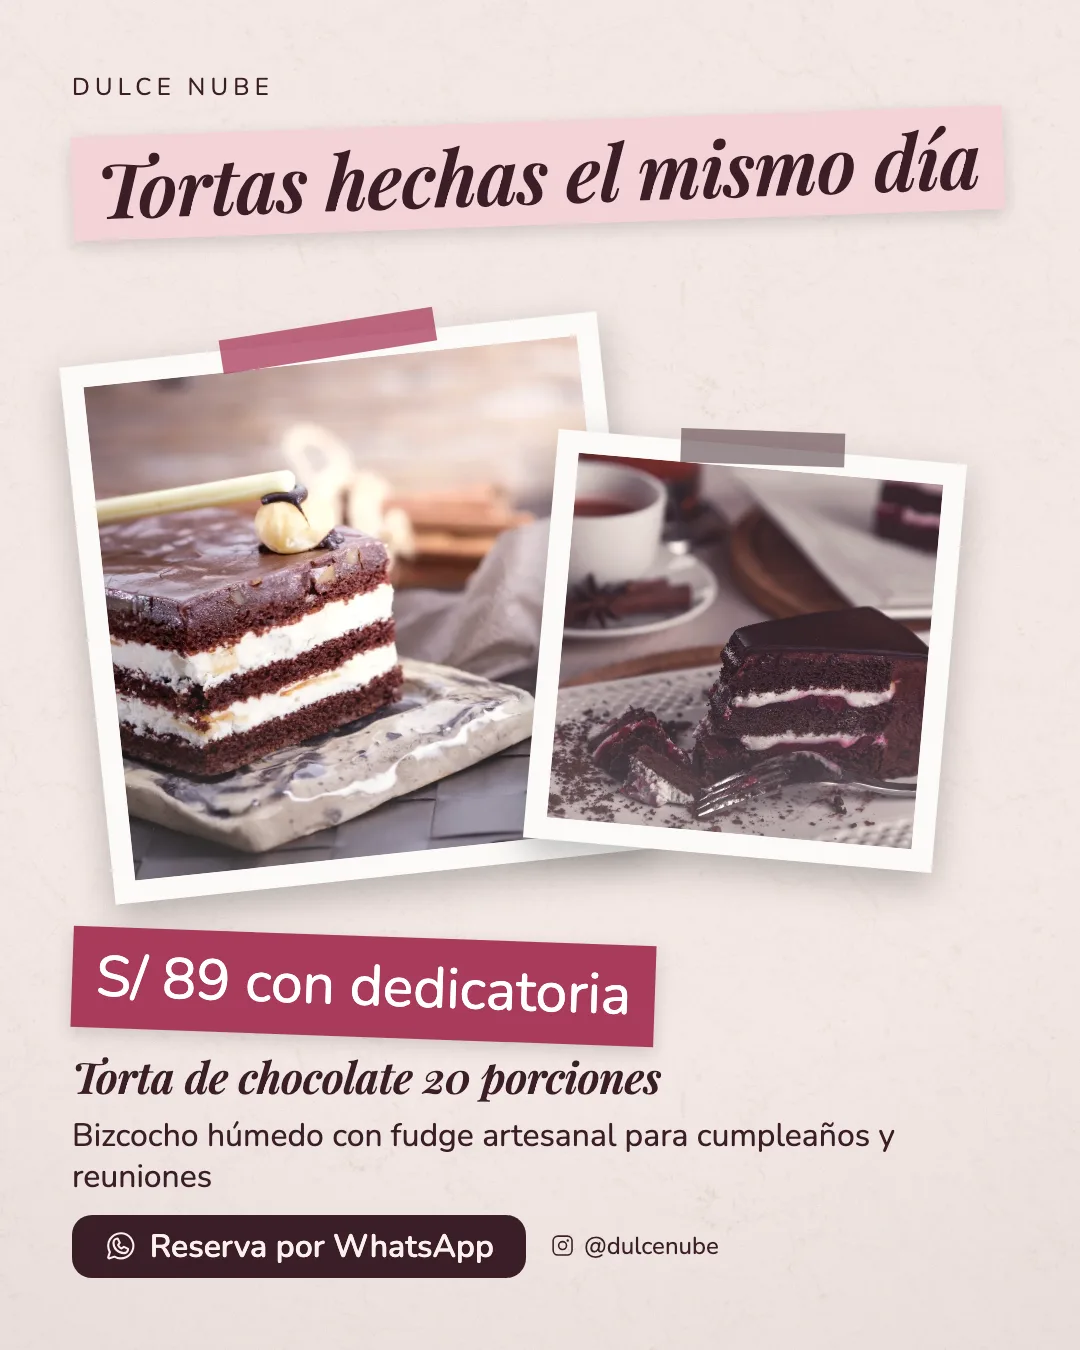 DULCE NUBE
Tortas hechas el mismo día
S/ 89 con dedicatoria
Torta de chocolate 20 porciones
Bizcocho húmedo con fudge artesanal para cumpleaños y
reuniones
Reserva por WhatsApp
@dulcenube